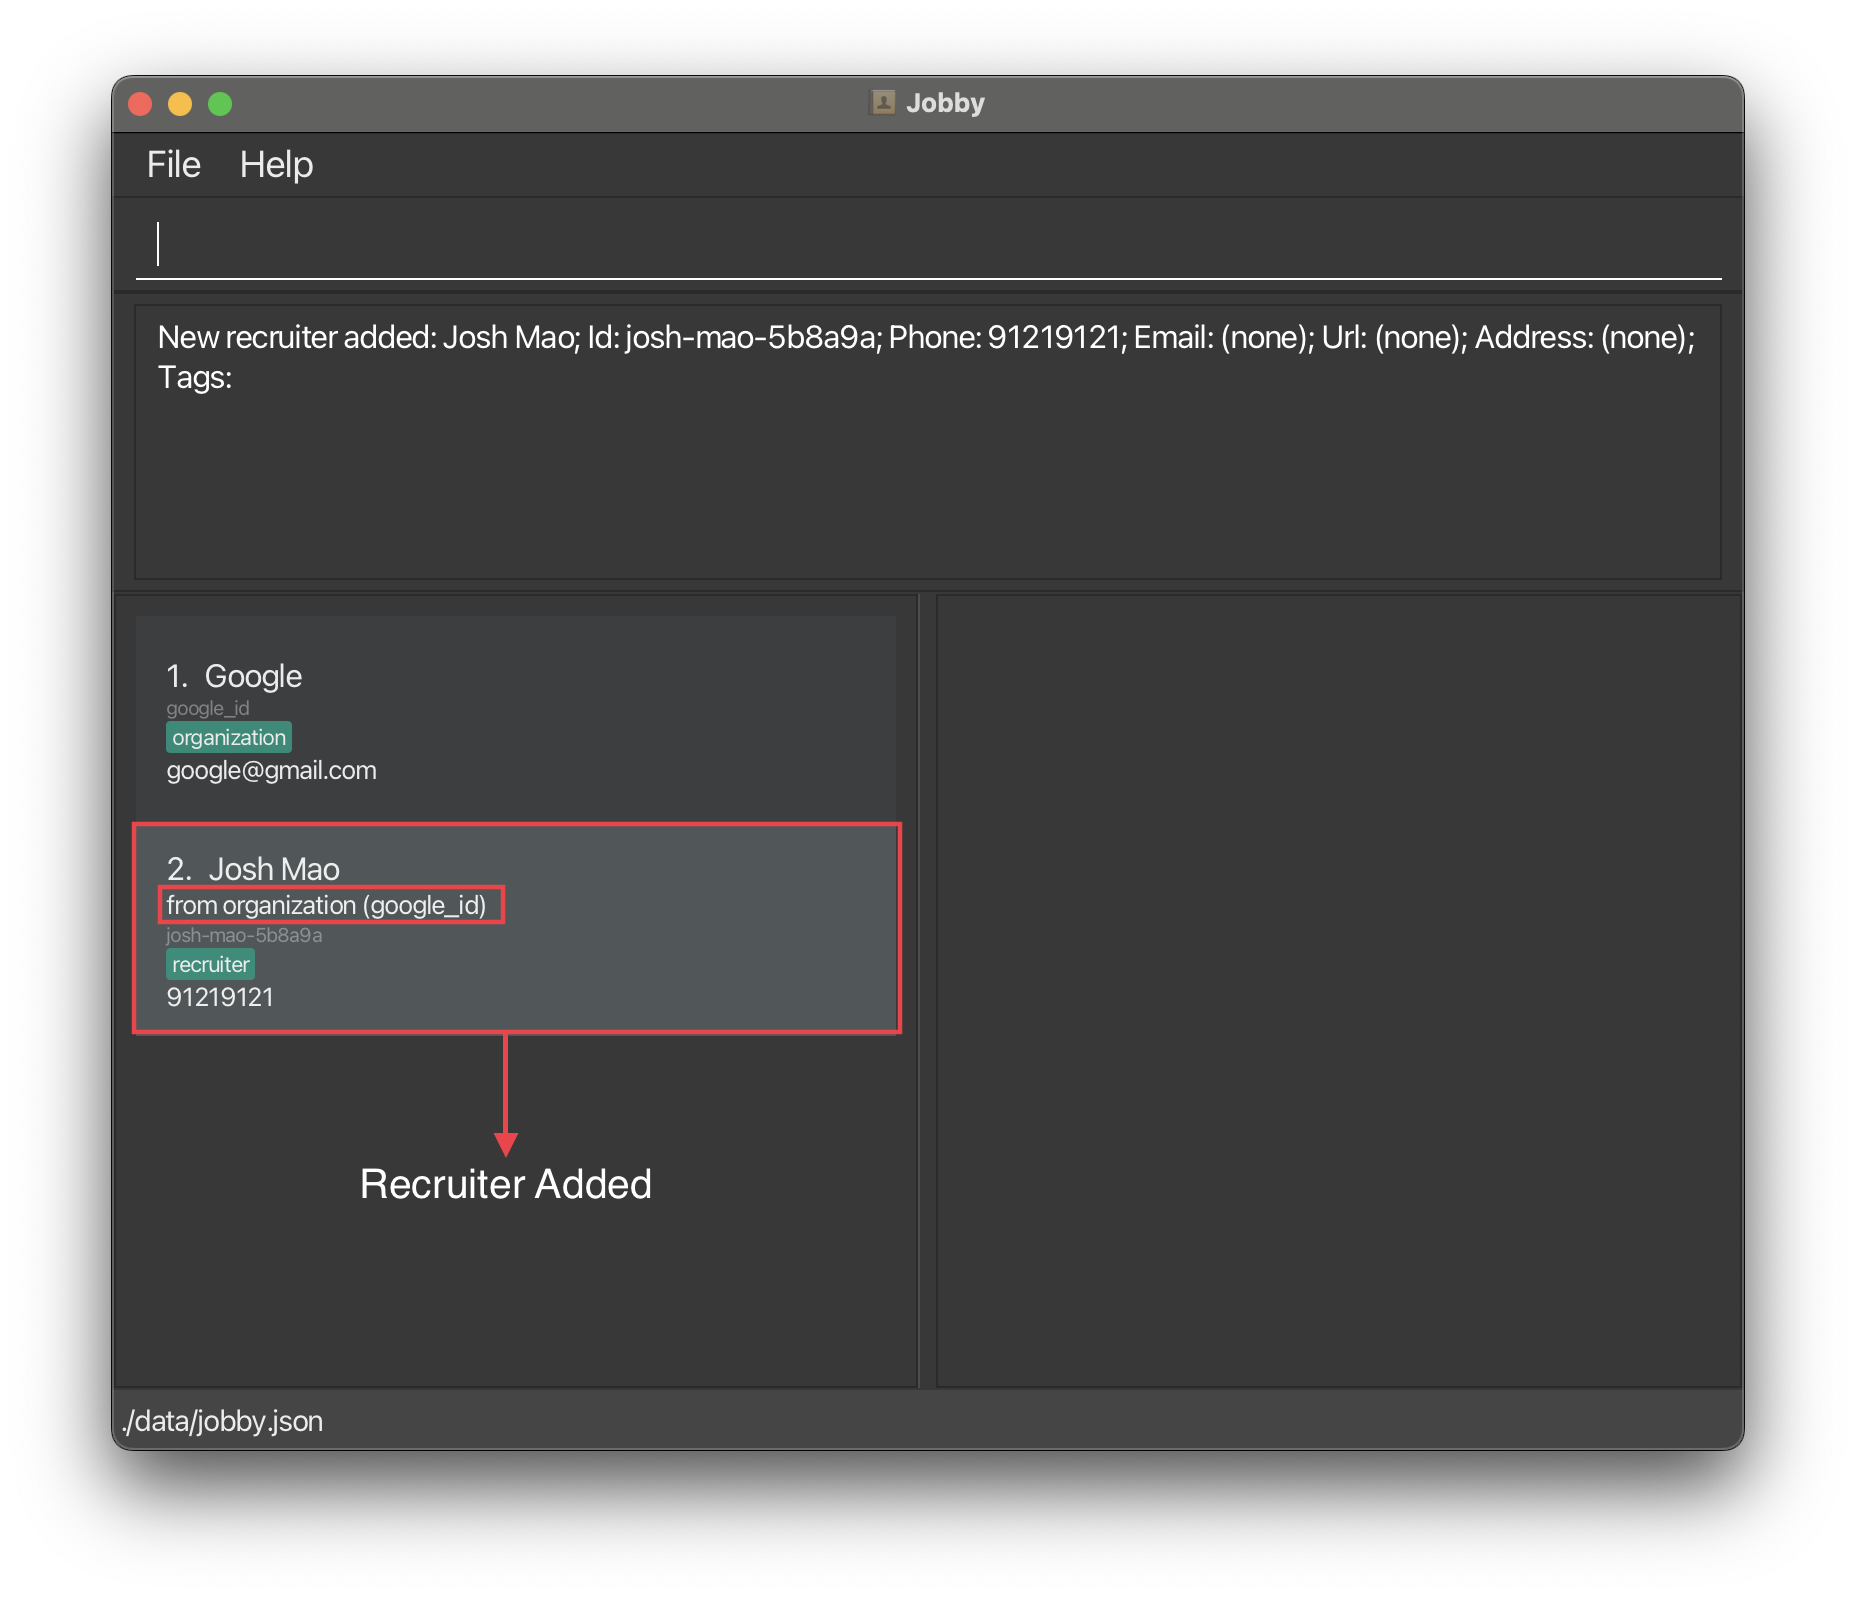 Jobby
File Help
New recruiter added: Josh Mao; Id: josh-mao-5b8a9a; Phone: 91219121; Email: (none); Url: (none); Address: (none);
Tags:
1. Google
google_id
organization
google@gmail.com
2. Josh Mao
from organization (google_id)
josh-mao-5b8a9a
recruiter
91219121
Recruiter Added
./data/jobby.json